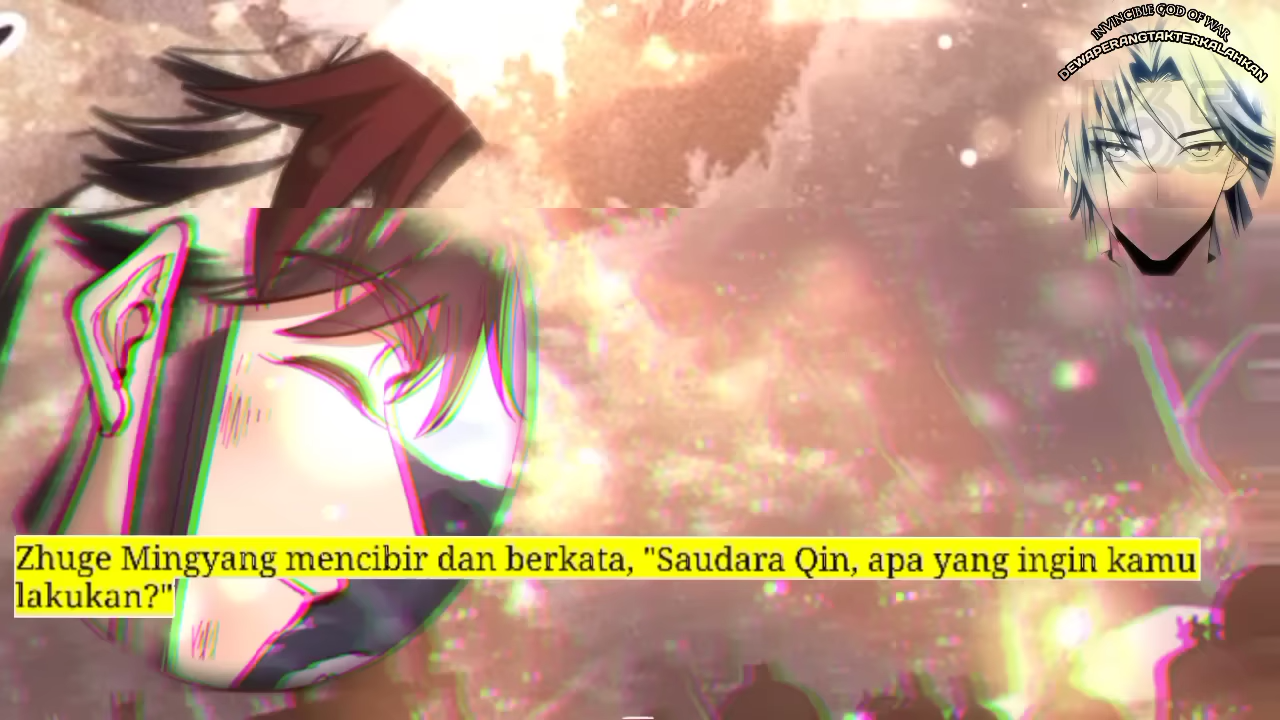 INVINCIBLE GOD OF WAR
DEWAPERANGTAKTERKALAHKAN
Zhuge Mingyang mencibir dan berkata, "Saudara Qin, apa yang ingin kamu
lakukan?"